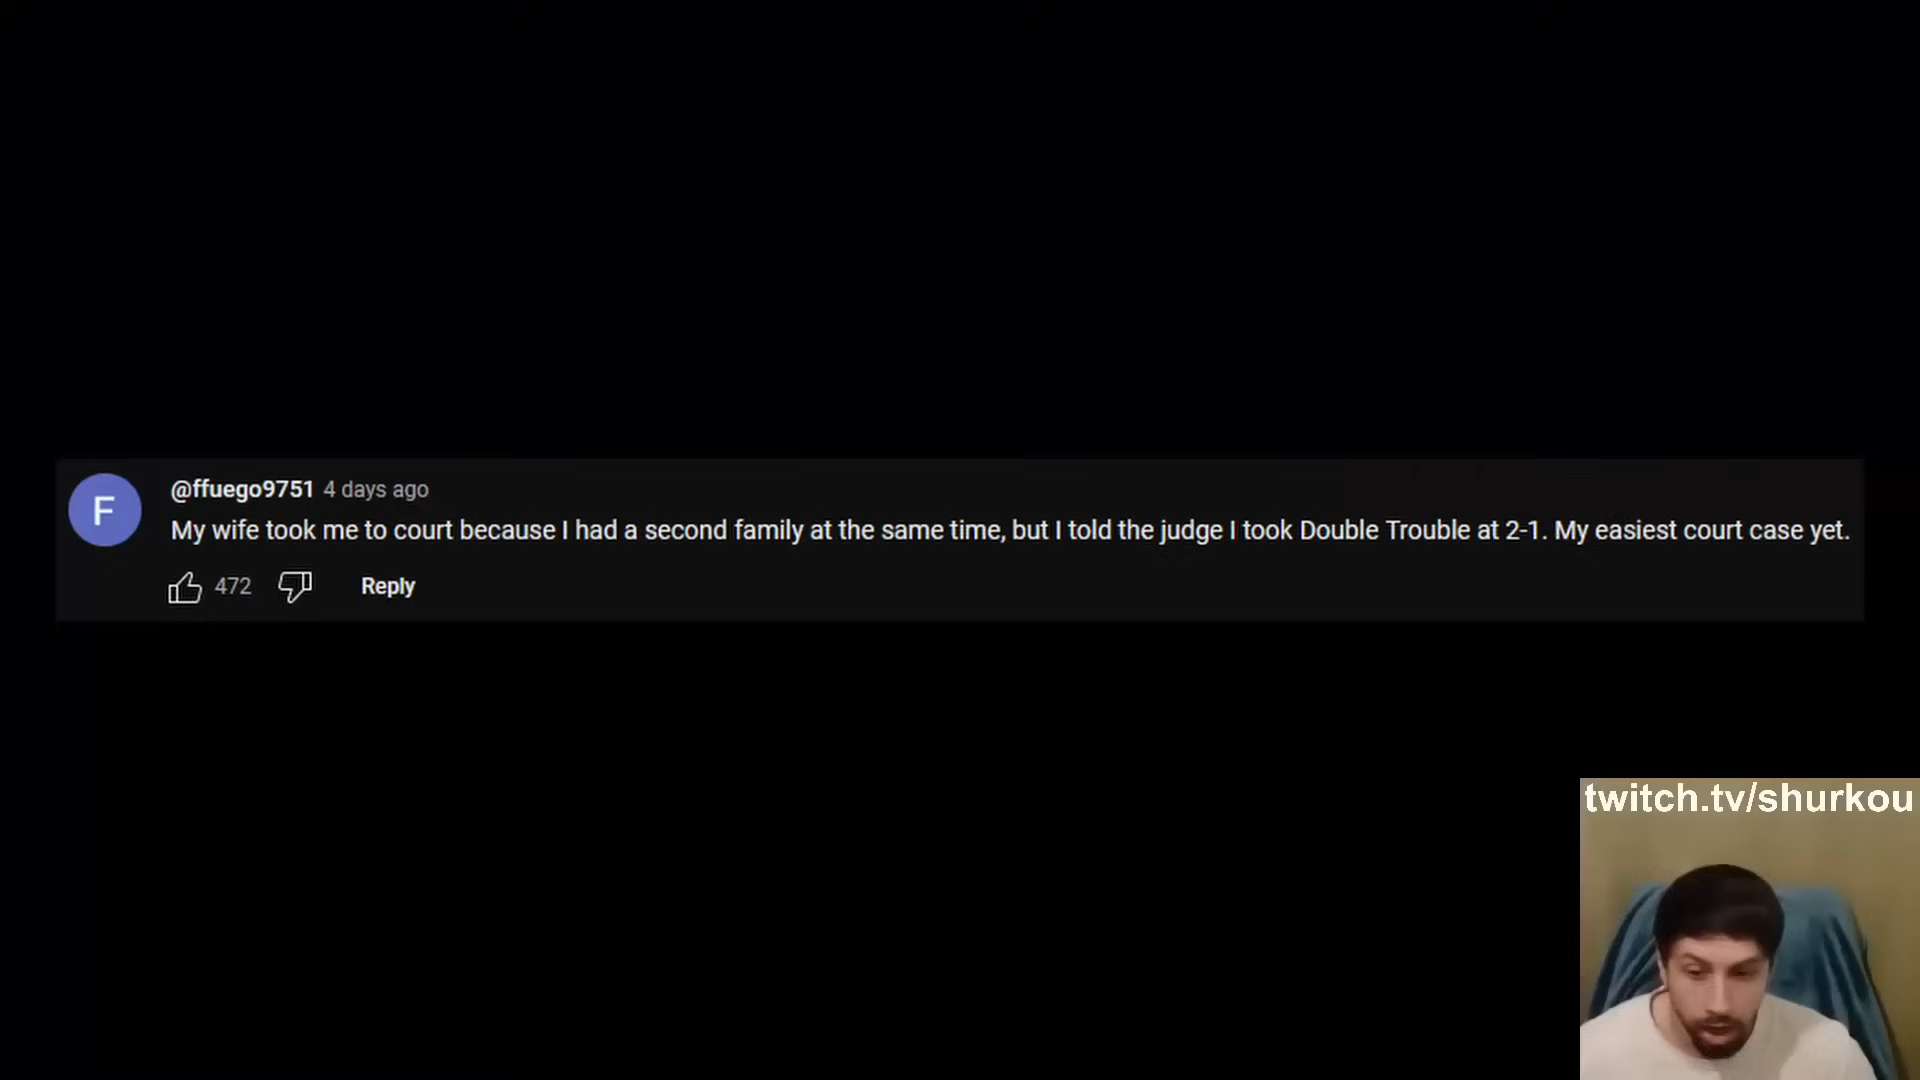 F
@ffuego9751 4 days ago
My wife took me to court because I had a second family at the same time, but I told the judge I took Double Trouble at 2-1. My easiest court case yet.
472 Reply
twitch.tv/shurkou